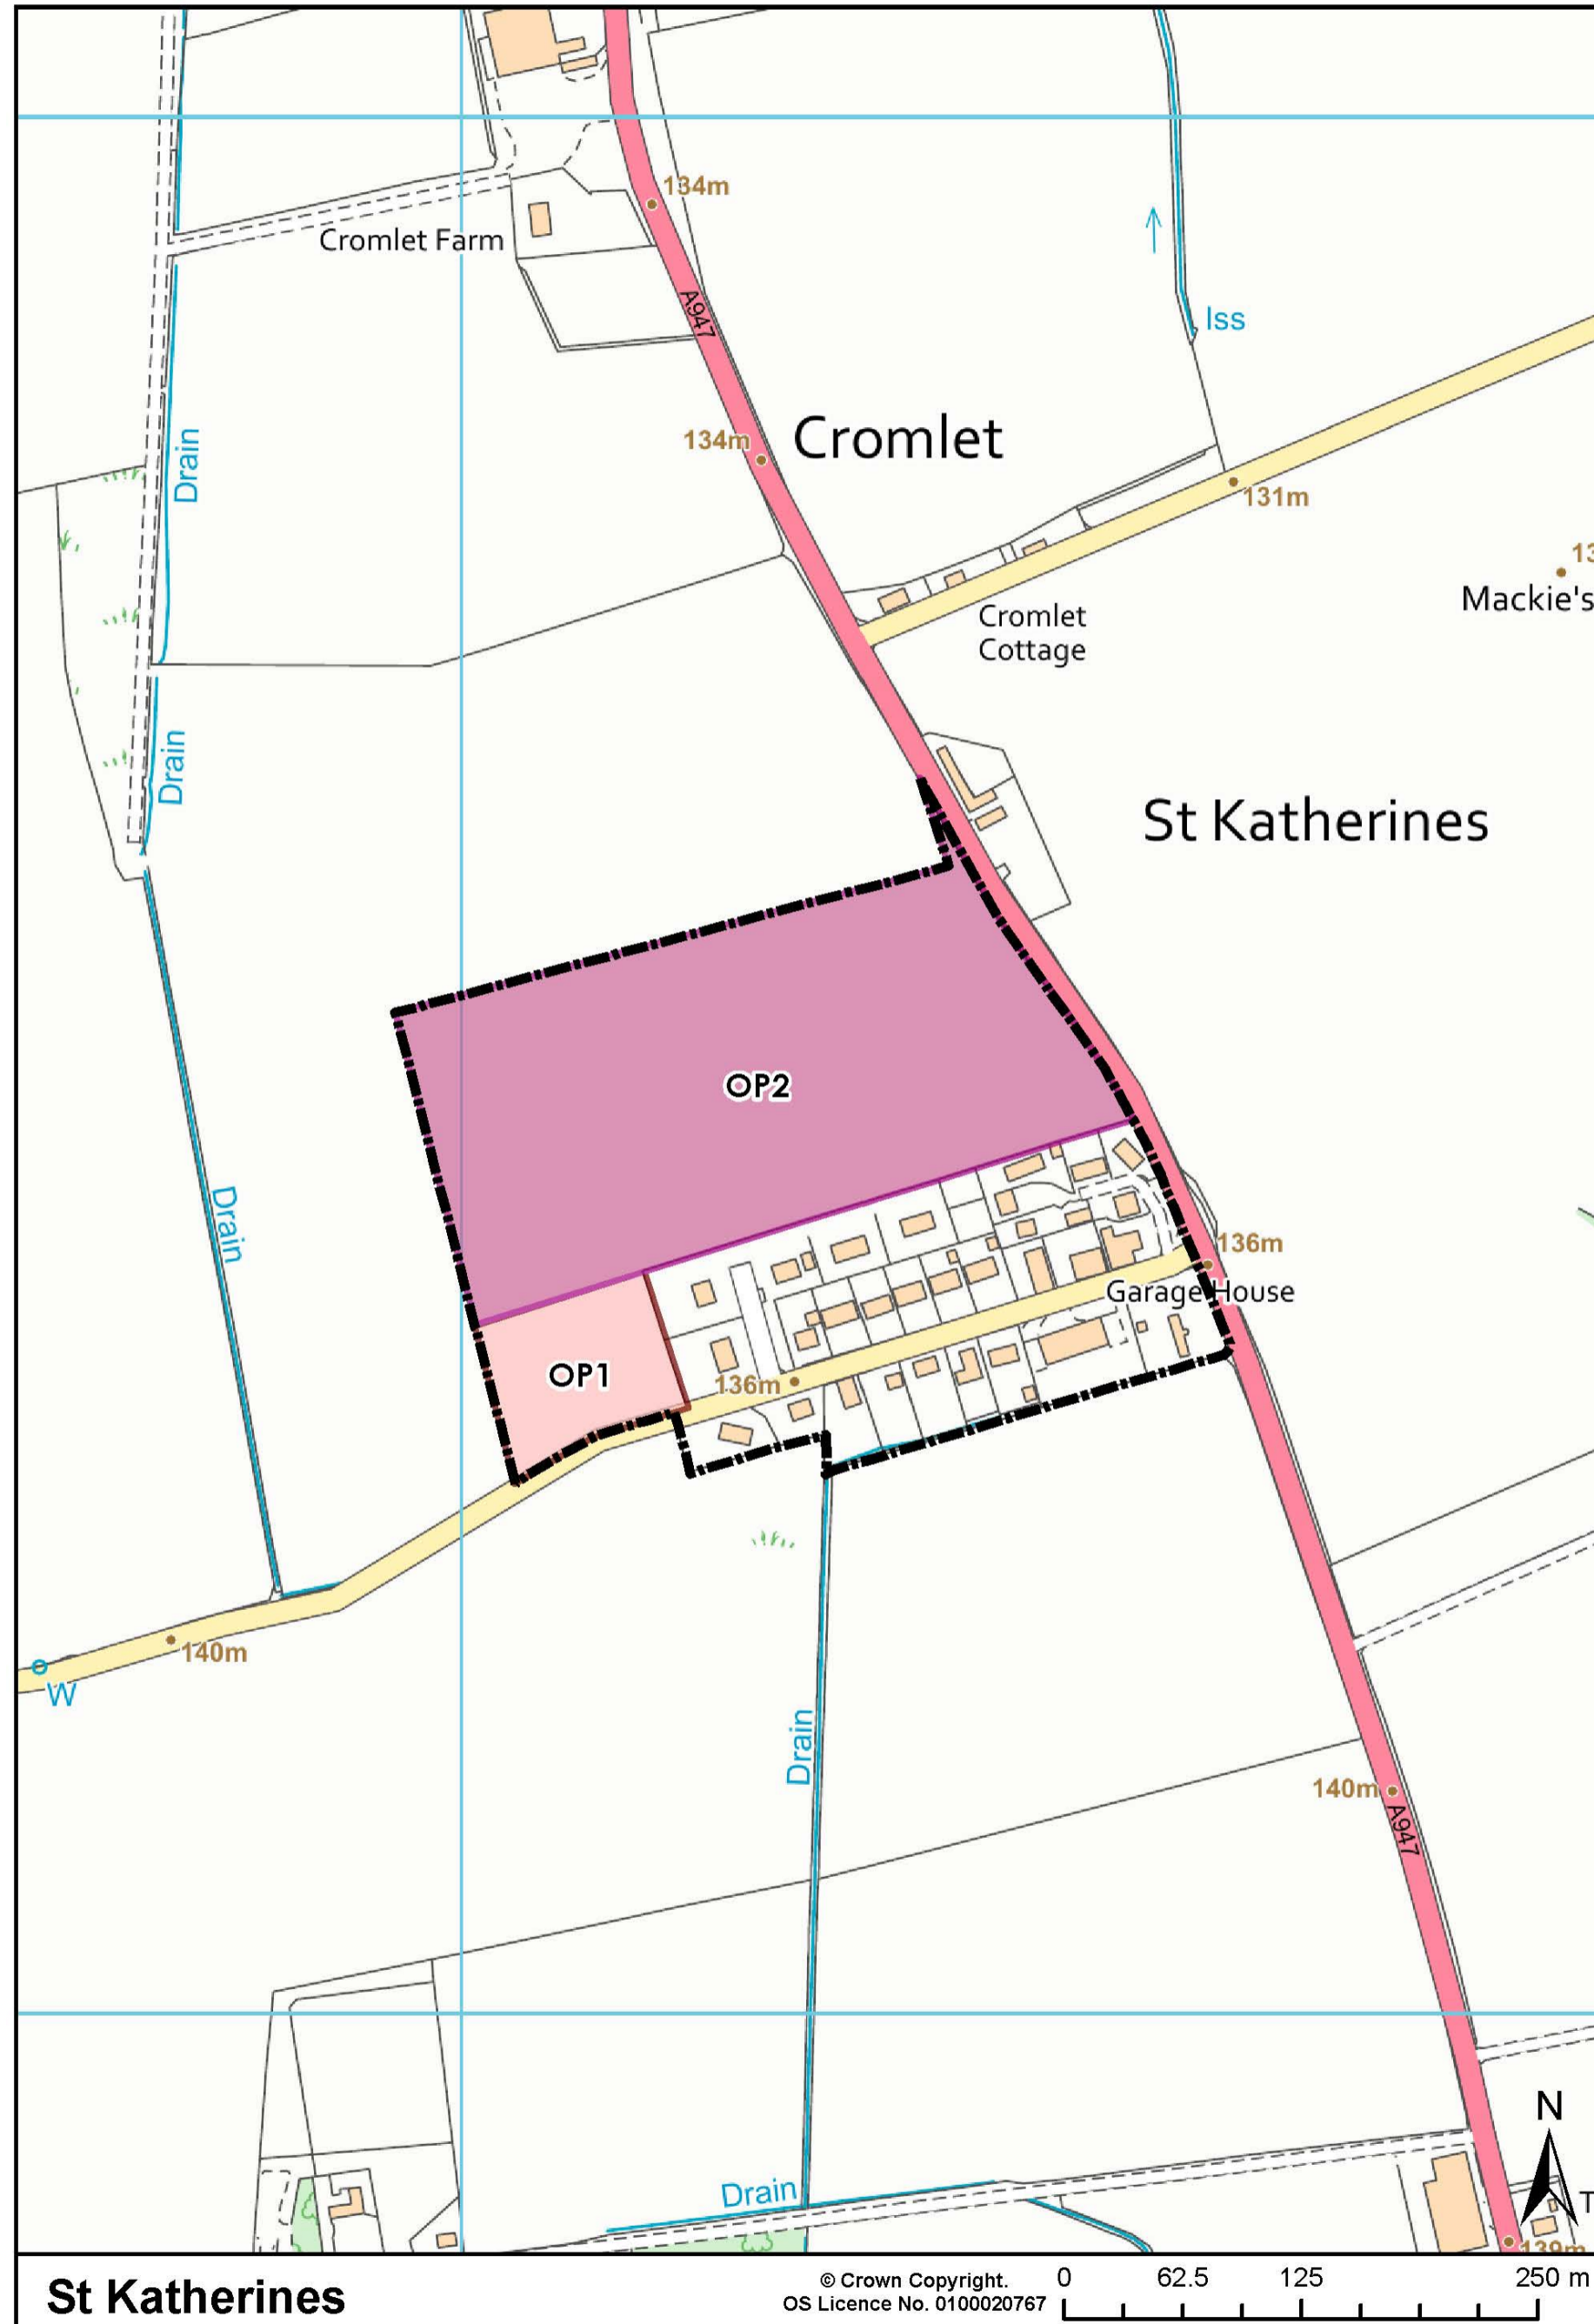 134m
Cromlet Farm
A947
Iss
134m
Cromlet
Drain
131m
Mackie's
Cromlet
Cottage
Drain
St Katherines
OP2
Drain
136m
Garage House
OP1
136m
140m
W
Drain
140m
A947
N
Drain
139m
St Katherines
© Crown Copyright.
OS Licence No. 0100020767
0 62.5 125 250 m